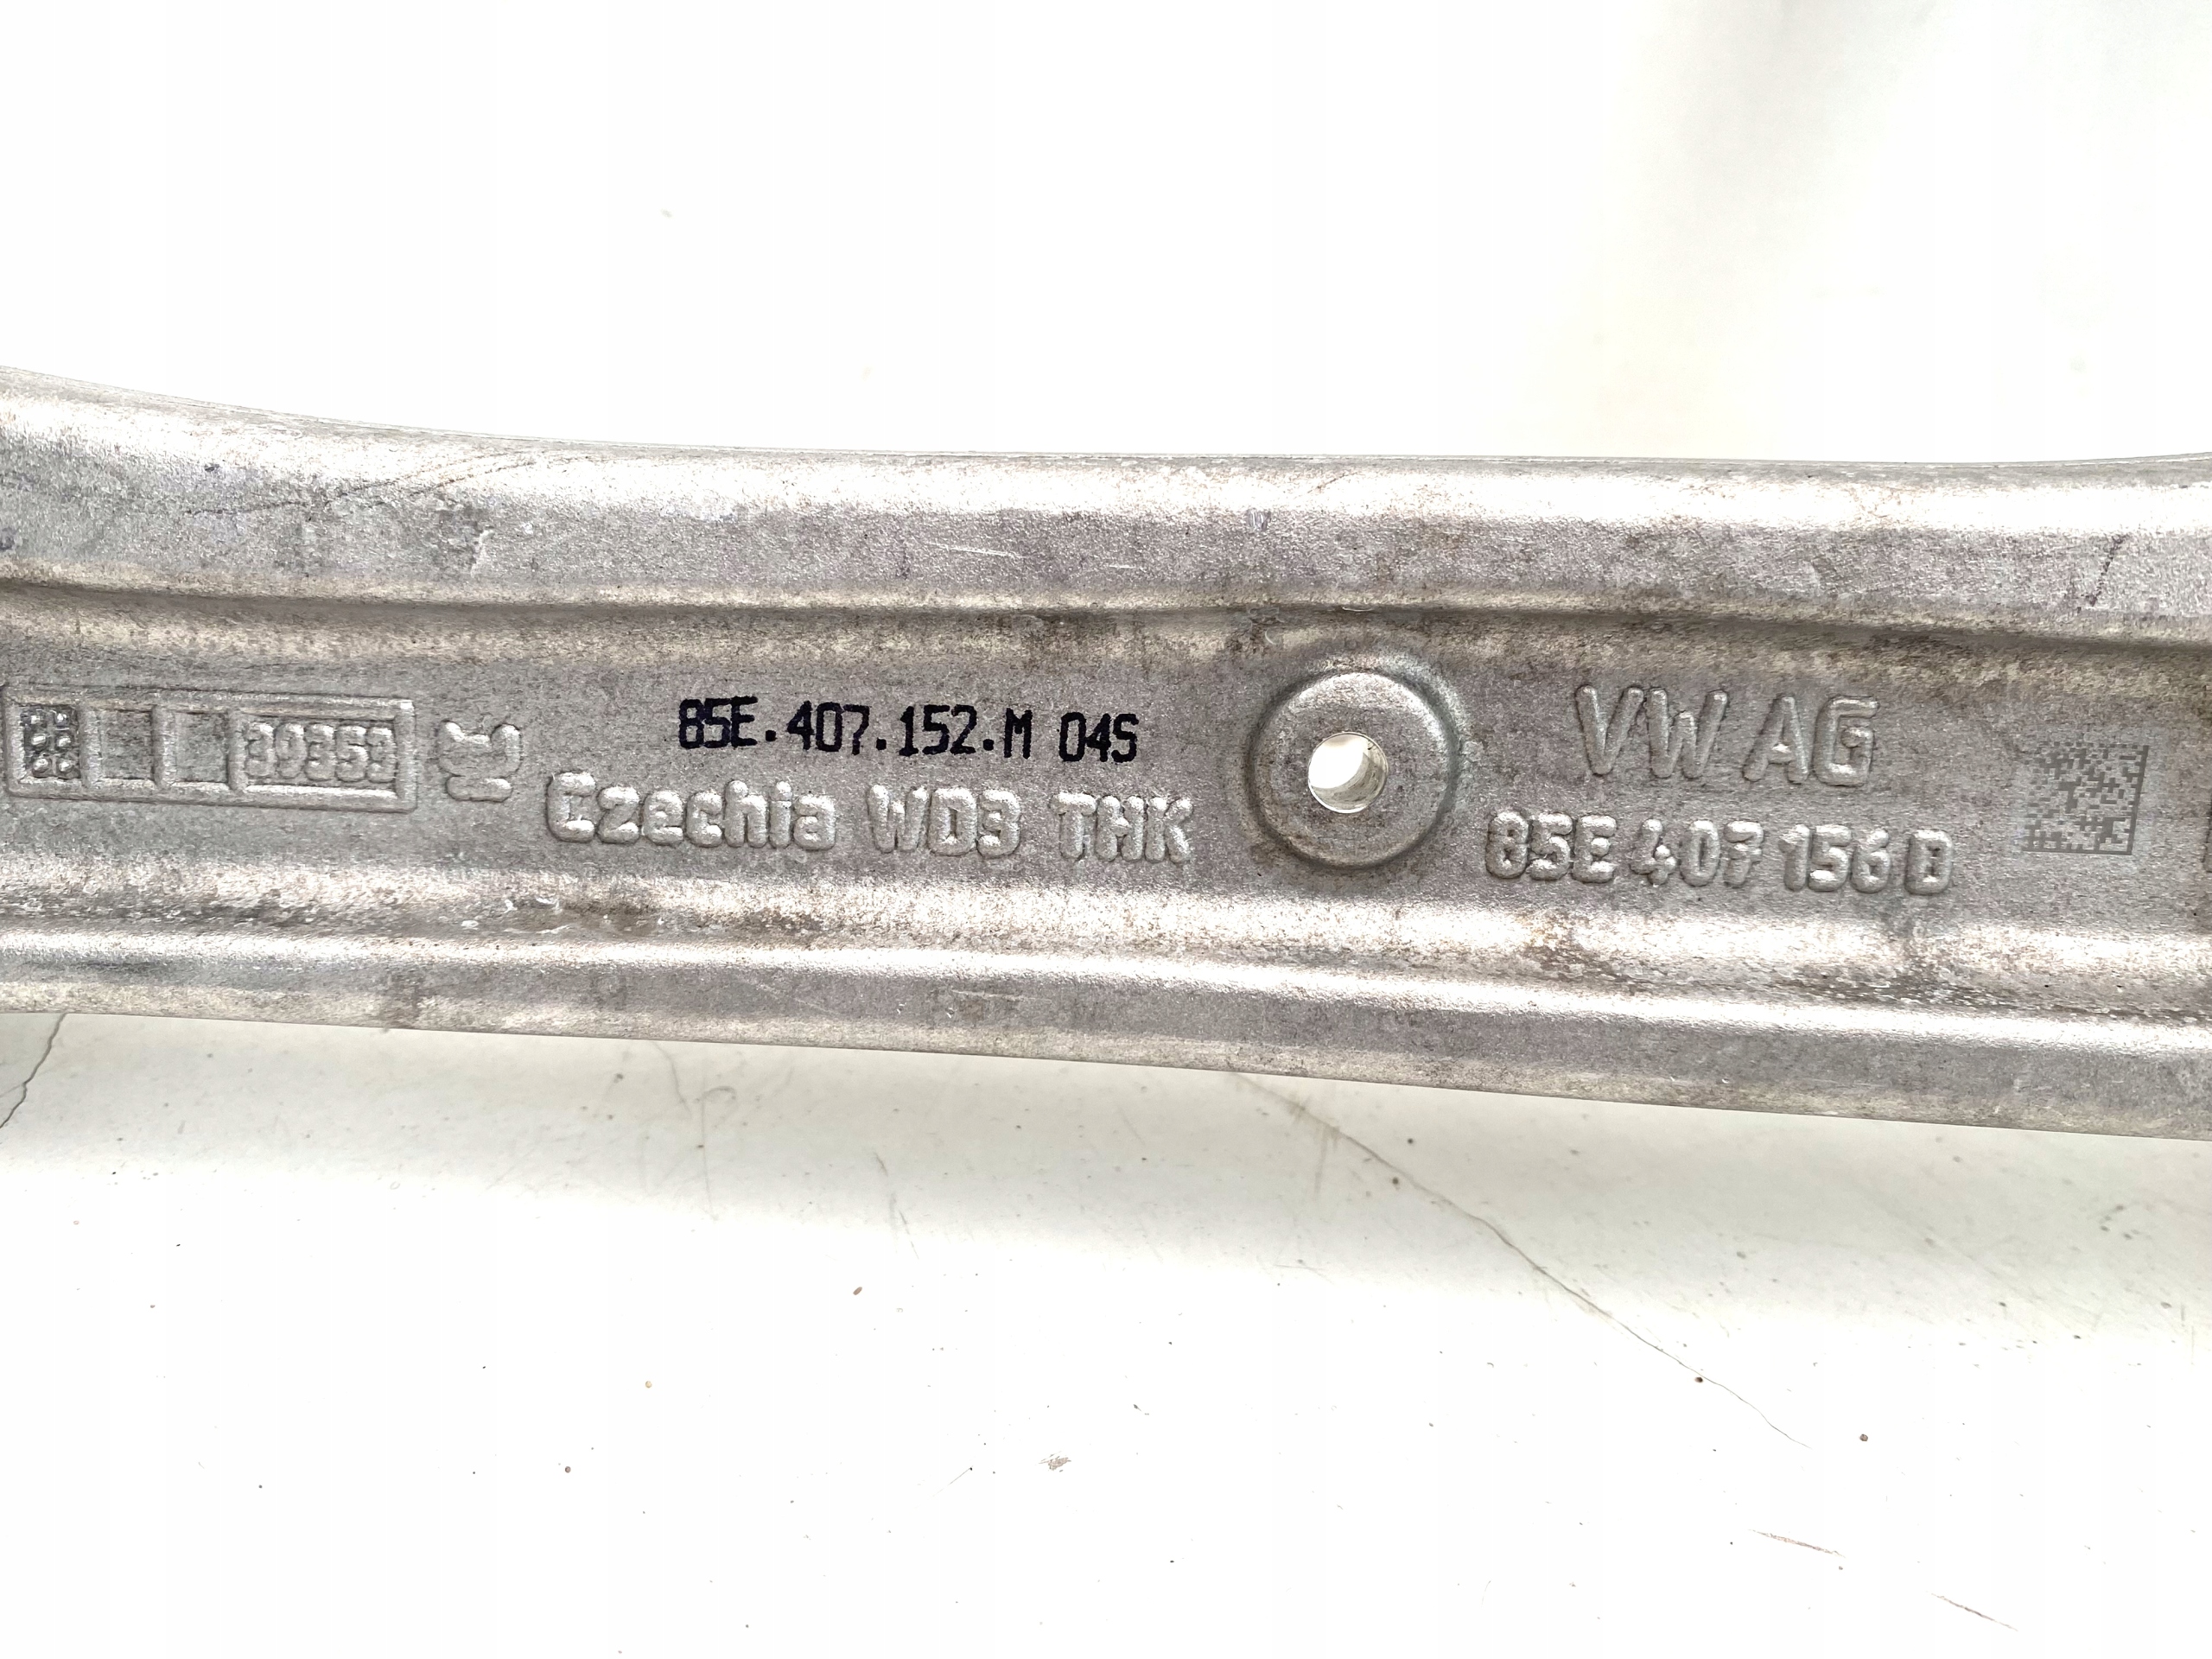 39353
85E.407.152.M 04S
Czechia WD3 THK
VW AG
85E 407 156 D